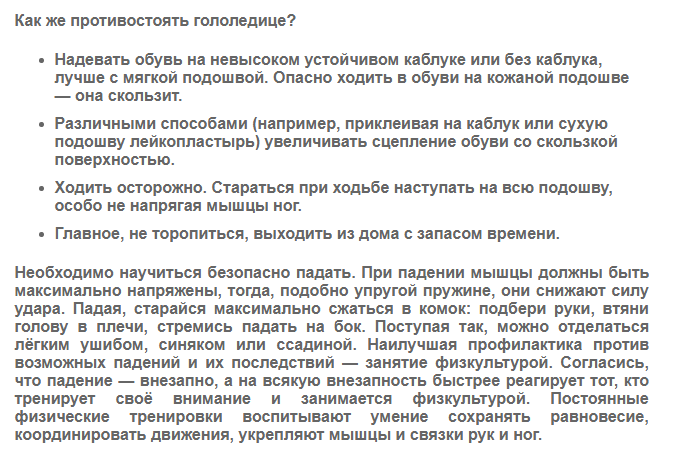 Как же противостоять гололедице?
• Надевать обувь на невысоком устойчивом каблуке или без каблука,
лучше с мягкой подошвой. Опасно ходить в обуви на кожаной подошве
— она скользит.
• Различными способами (например, приклеивая на каблук или сухую
подошву лейкопластырь) увеличивать сцепление обуви со скользкой
поверхностью.
• Ходить осторожно. Стараться при ходьбе наступать на всю подошву,
особо не напрягая мышцы ног.
• Главное, не торопиться, выходить из дома с запасом времени.
Необходимо научиться безопасно падать. При падении мышцы должны быть
максимально напряжены, тогда, подобно упругой пружине, они снижают силу
удара. Падая, старайся максимально сжаться в комок: подбери руки, втяни
голову в плечи, стремись падать на бок. Поступая так, можно отделаться
лёгким ушибом, синяком или ссадиной. Наилучшая профилактика против
возможных падений и их последствий — занятие физкультурой. Согласись,
что падение — внезапно, а на всякую внезапность быстрее реагирует тот, кто
тренирует своё внимание и занимается физкультурой. Постоянные
физические тренировки воспитывают умение сохранять равновесие,
координировать движения, укрепляют мышцы и связки рук и ног.